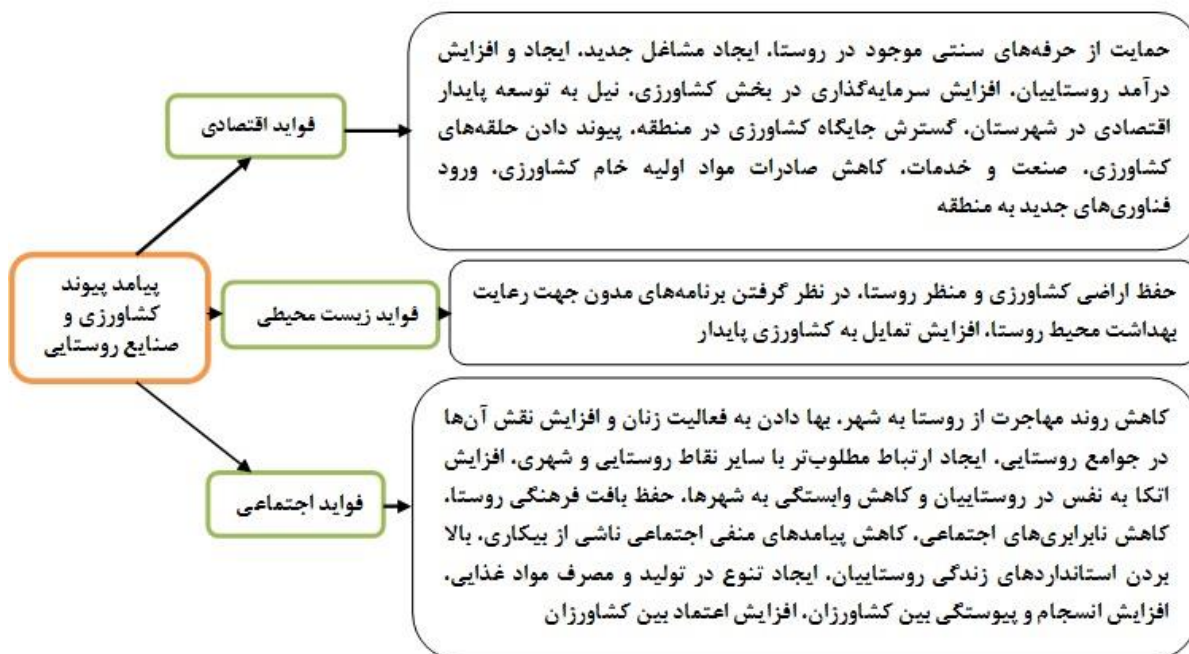 حمایت از حرفه‌های سنتی موجود در روستا، ایجاد مشاغل جدید، ایجاد و افزایش
درآمد روستاییان، افزایش سرمایه‌گذاری در بخش کشاورزی، نیل به توسعه پایدار
اقتصادی در شهرستان، گسترش جایگاه کشاورزی در منطقه، پیوند دادن حلقه‌های
کشاورزی، صنعت و خدمات، کاهش صادرات مواد اولیه خام کشاورزی، ورود
فناوری‌های جدید به منطقه
فواید اقتصادی
پیامد پیوند
کشاورزی و
صنایع روستایی
فواید زیست محیطی
حفظ اراضی کشاورزی و منظر روستا، در نظر گرفتن برنامه‌های مدون جهت رعایت
بهداشت محیط روستا، افزایش تمایل به کشاورزی پایدار
فواید اجتماعی
کاهش روند مهاجرت از روستا به شهر، بها دادن به فعالیت زنان و افزایش نقش آن‌ها
در جوامع روستایی، ایجاد ارتباط مطلوب‌تر با سایر نقاط روستایی و شهری، افزایش
اتکا به نفس در روستاییان و کاهش وابستگی به شهرها، حفظ بافت فرهنگی روستا،
کاهش نابرابری‌های اجتماعی، کاهش پیامدهای منفی اجتماعی ناشی از بیکاری، بالا
بردن استانداردهای زندگی روستاییان، ایجاد تنوع در تولید و مصرف مواد غذایی،
افزایش انسجام و پیوستگی بین کشاورزان، افزایش اعتماد بین کشاورزان